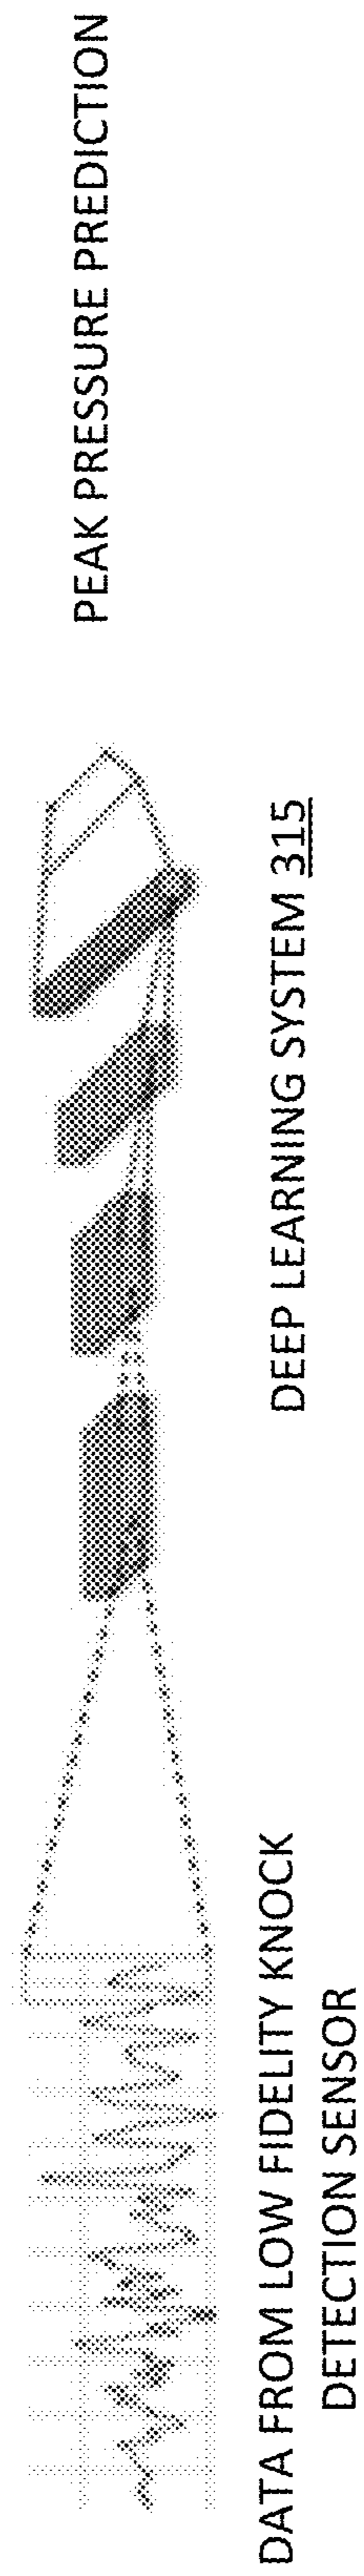 DATA FROM LOW FIDELITY KNOCK
DETECTION SENSOR
DEEP LEARNING SYSTEM 315
PEAK PRESSURE PREDICTION